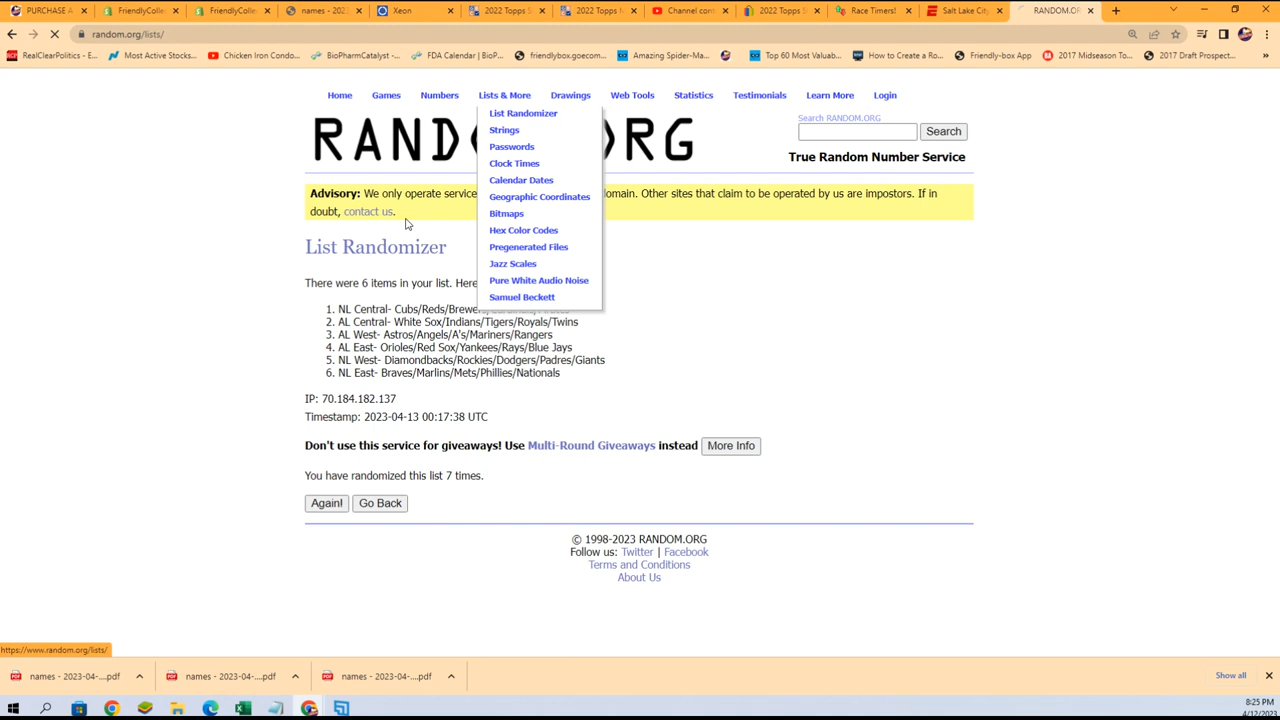 PURCHASE A
FriendlyColle
FriendlyColle
names - 2023
Xeon
2022 Topps S
2022 Topps
Channel cont
2022 Topps S
Race Timers!
Salt Lake City
RANDOM.ORG
random.org/lists/
RealClearPolitics - E...
Most Active Stocks...
Chicken Iron Condo...
BioPharmCatalyst -...
FDA Calendar | BioP...
friendlybox.goecom...
Amazing Spider-Ma...
Top 60 Most Valuab...
How to Create a Ro...
Friendly-box App
2017 Midseason To...
2017 Draft Prospect...
Home Games Numbers Lists & More Drawings Web Tools Statistics Testimonials Learn More Login
List Randomizer
Strings
Passwords
Clock Times
Calendar Dates
Geographic Coordinates
Bitmaps
Hex Color Codes
Pregenerated Files
Jazz Scales
Pure White Audio Noise
Samuel Beckett
RAND RG
Search RANDOM.ORG
Search
True Random Number Service
Advisory: We only operate service omain. Other sites that claim to be operated by us are impostors. If in
doubt, contact us.
List Randomizer
There were 6 items in your list. Here
1. NL Central- Cubs/Reds/Brewers/Cardinals/Pirates
2. AL Central- White Sox/Indians/Tigers/Royals/Twins
3. AL West- Astros/Angels/A's/Mariners/Rangers
4. AL East- Orioles/Red Sox/Yankees/Rays/Blue Jays
5. NL West- Diamondbacks/Rockies/Dodgers/Padres/Giants
6. NL East- Braves/Marlins/Mets/Phillies/Nationals
IP: 70.184.182.137
Timestamp: 2023-04-13 00:17:38 UTC
Don't use this service for giveaways! Use Multi-Round Giveaways instead More Info
You have randomized this list 7 times.
Again! Go Back
© 1998-2023 RANDOM.ORG
Follow us: Twitter | Facebook
Terms and Conditions
About Us
https://www.random.org/lists/
names - 2023-04-....pdf
names - 2023-04-....pdf
names - 2023-04-....pdf
Show all
8:25 PM
4/12/2023